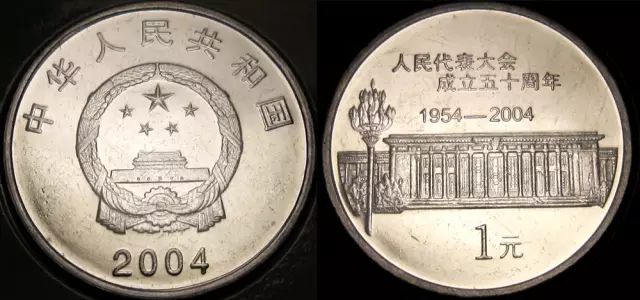 中华人民共和国
2004
人民代表大会
成立五十周年
1954—2004
1元